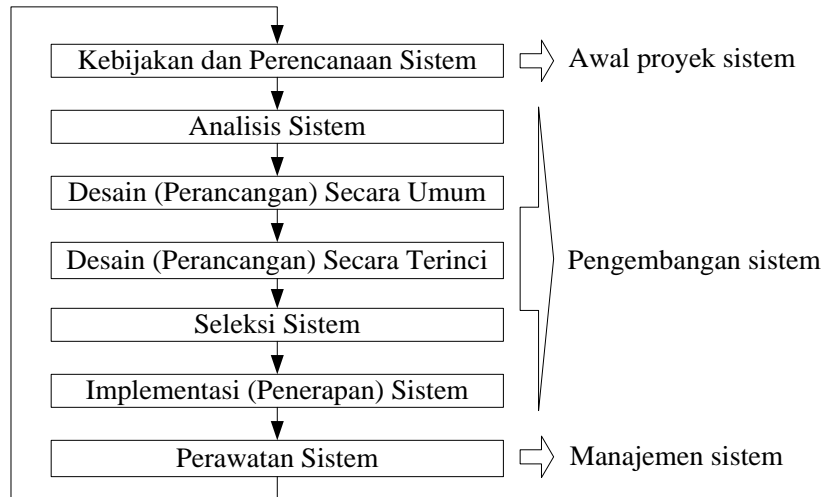 Kebijakan dan Perencanaan Sistem
Awal proyek sistem
Analisis Sistem
Desain (Perancangan) Secara Umum
Desain (Perancangan) Secara Terinci
Pengembangan sistem
Seleksi Sistem
Implementasi (Penerapan) Sistem
Perawatan Sistem
Manajemen sistem